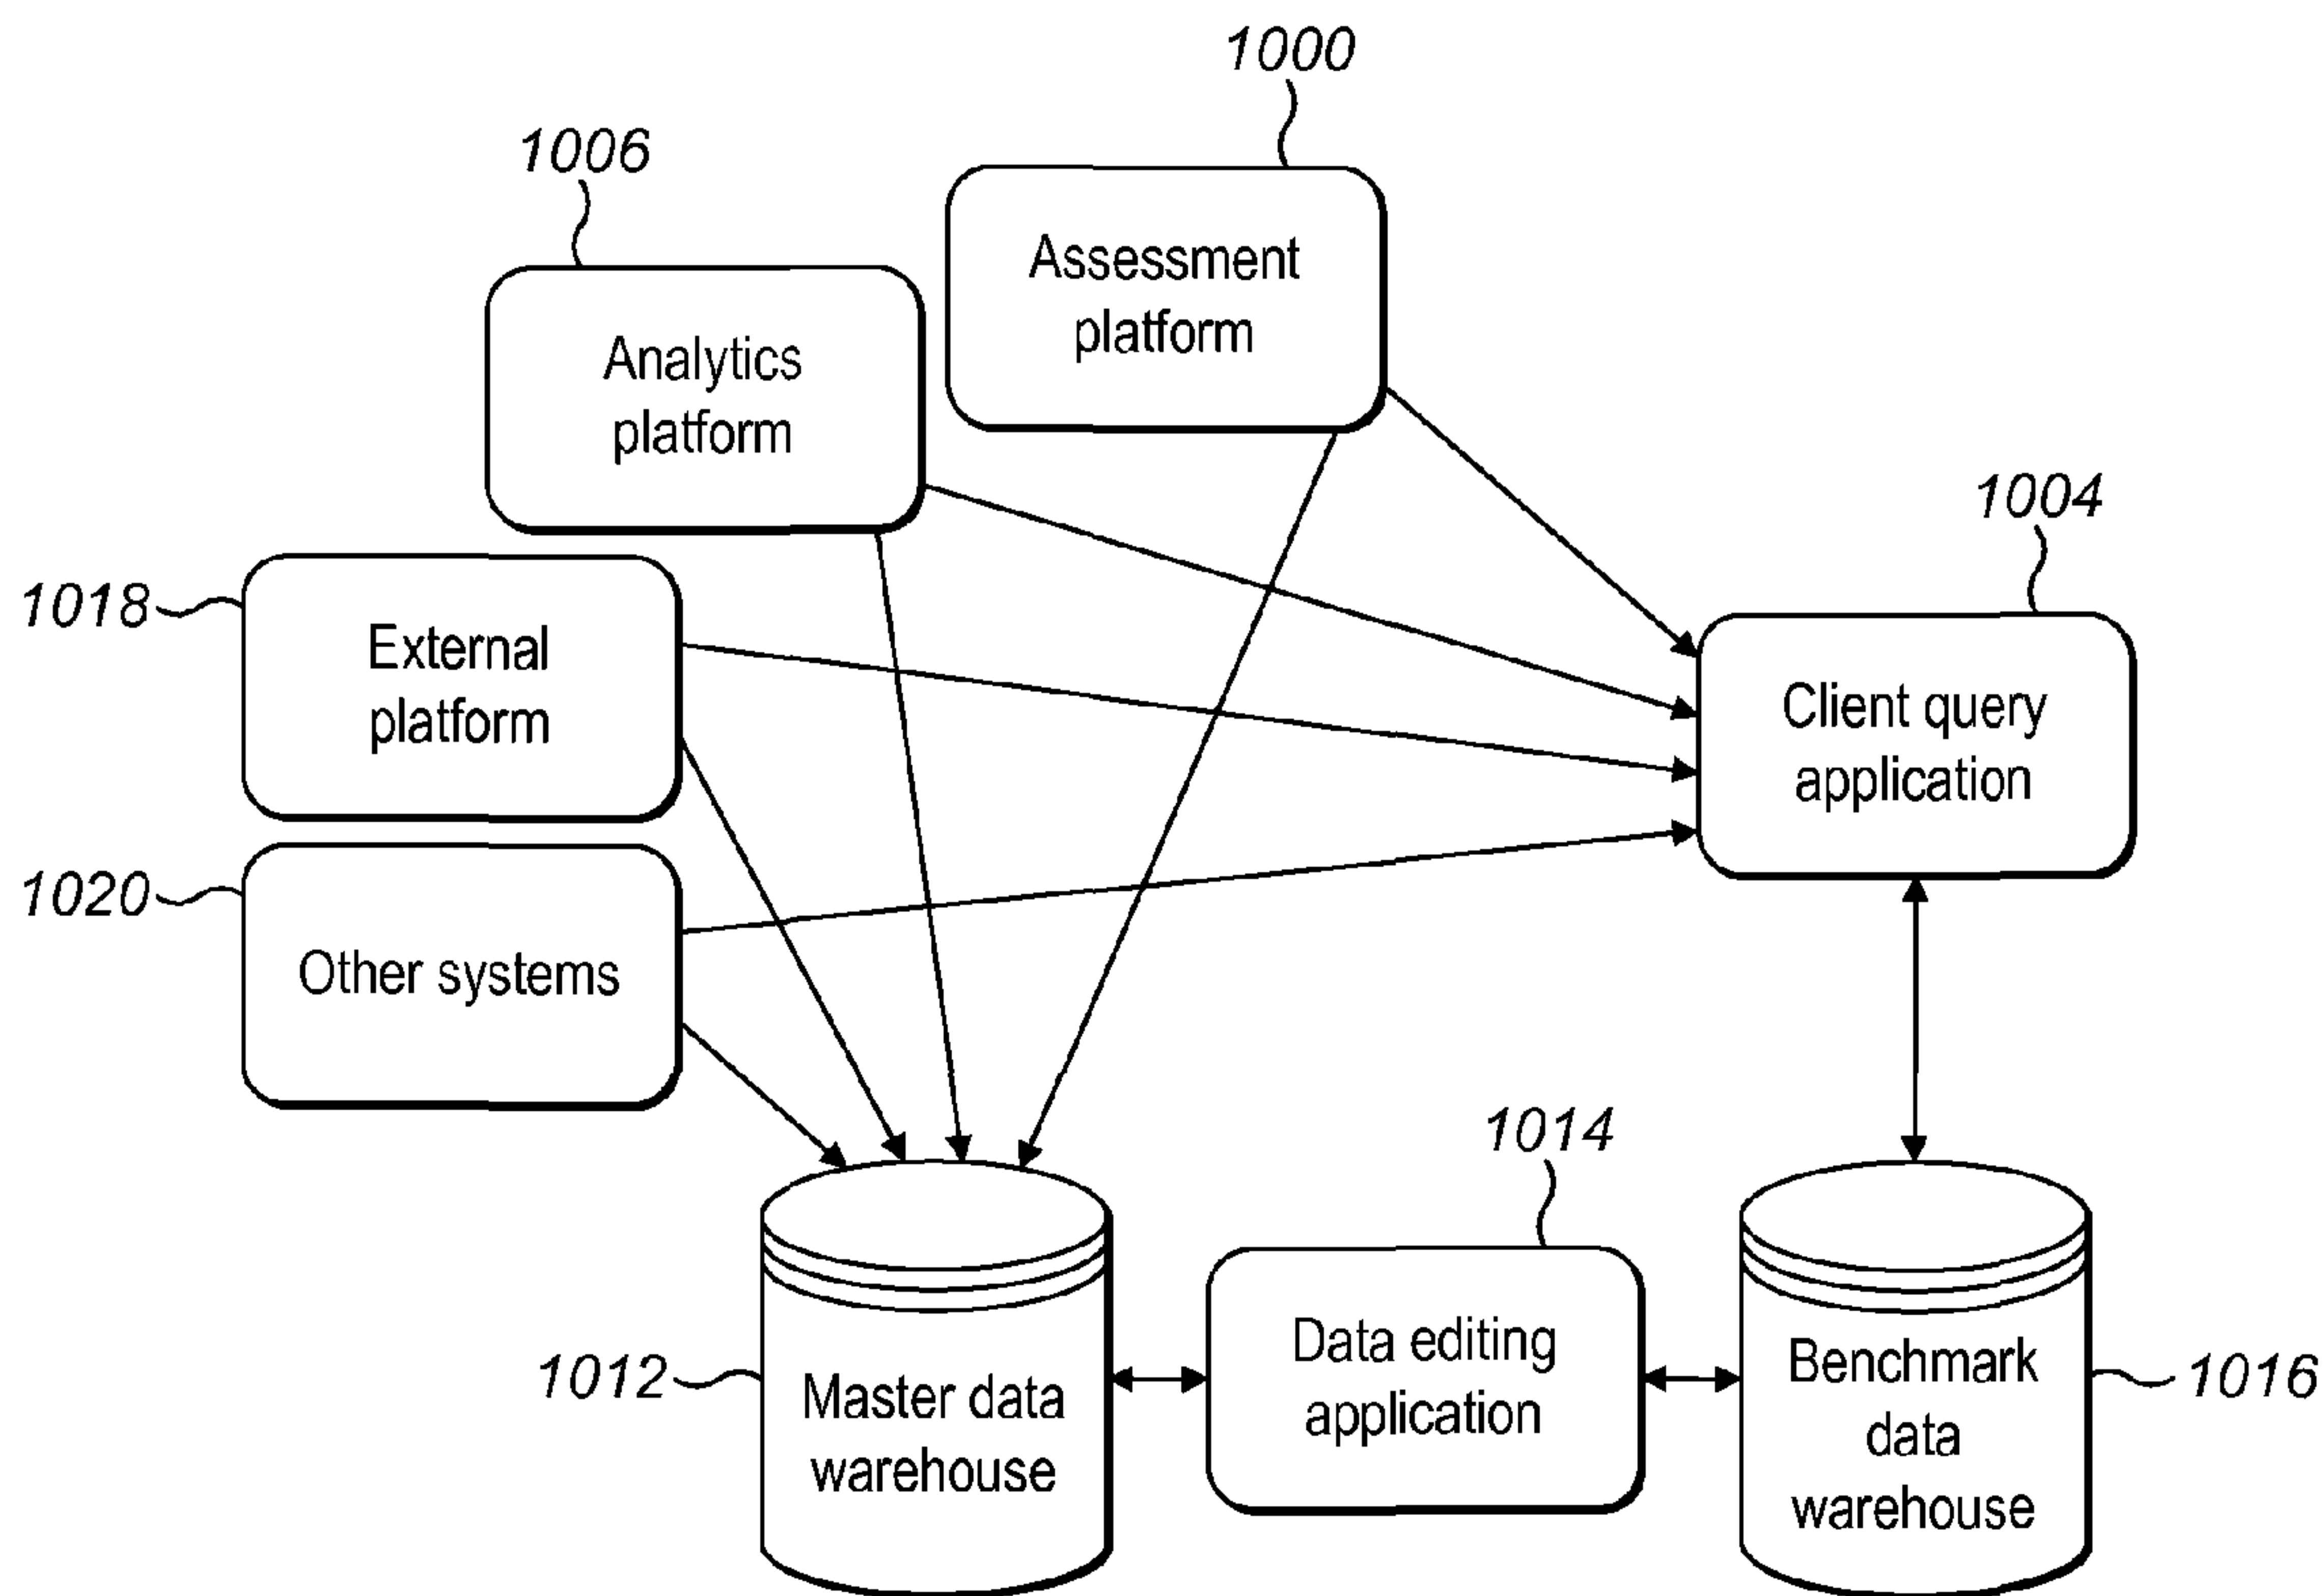 1000
1006
Assessment
platform
Analytics
platform
1004
1018
External
platform
Client query
application
1020
Other systems
1014
1012
Master data
warehouse
Data editing
application
Benchmark
data
warehouse
1016